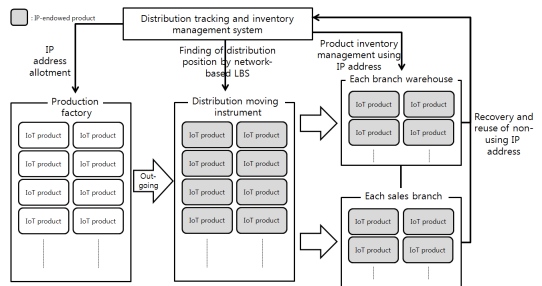 : IP-endowed product
Distribution tracking and inventory
management system
IP
address
allotment
Finding of distribution
position by network-
based LBS
Product inventory
management using
IP address
Production
factory
IoT product IoT product
IoT product IoT product
IoT product IoT product
IoT product IoT product
Out-
going
Distribution moving
instrument
IoT product IoT product
IoT product IoT product
IoT product IoT product
IoT product IoT product
Each branch warehouse
IoT product IoT product
IoT product IoT product
Each sales branch
IoT product IoT product
IoT product IoT product
Recovery and
reuse of non-
using IP
address